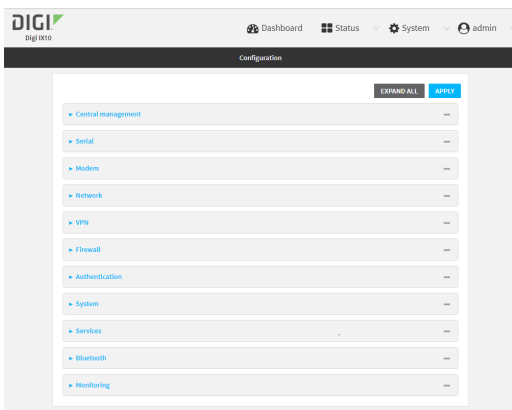 DIGI
Digi IX10
Dashboard Status System admin
Configuration
EXPAND ALL APPLY
Central management
Serial
Modem
Network
VPN
Firewall
Authentication
System
Services
Bluetooth
Monitoring